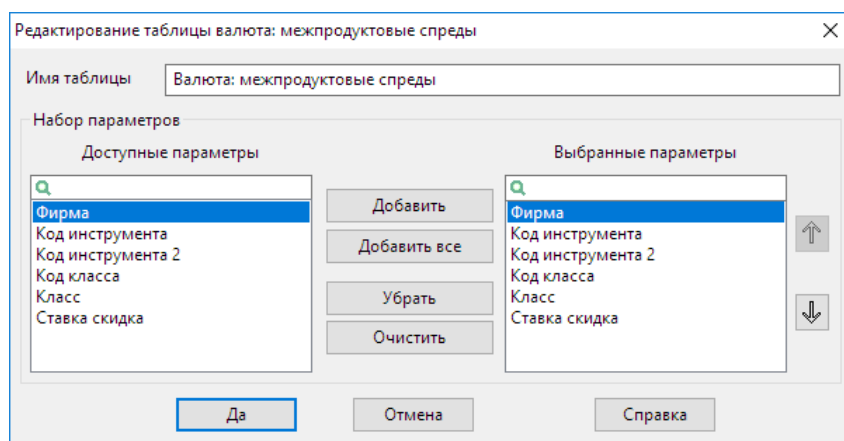 Редактирование таблицы валюта: межпродуктовые спреды
Имя таблицы
Валюта: межпродуктовые спреды
Набор параметров
Доступные параметры
Фирма
Код инструмента
Код инструмента 2
Код класса
Класс
Ставка скидка
Добавить
Добавить все
Убрать
Очистить
Выбранные параметры
Фирма
Код инструмента
Код инструмента 2
Код класса
Класс
Ставка скидка
Да
Отмена
Справка